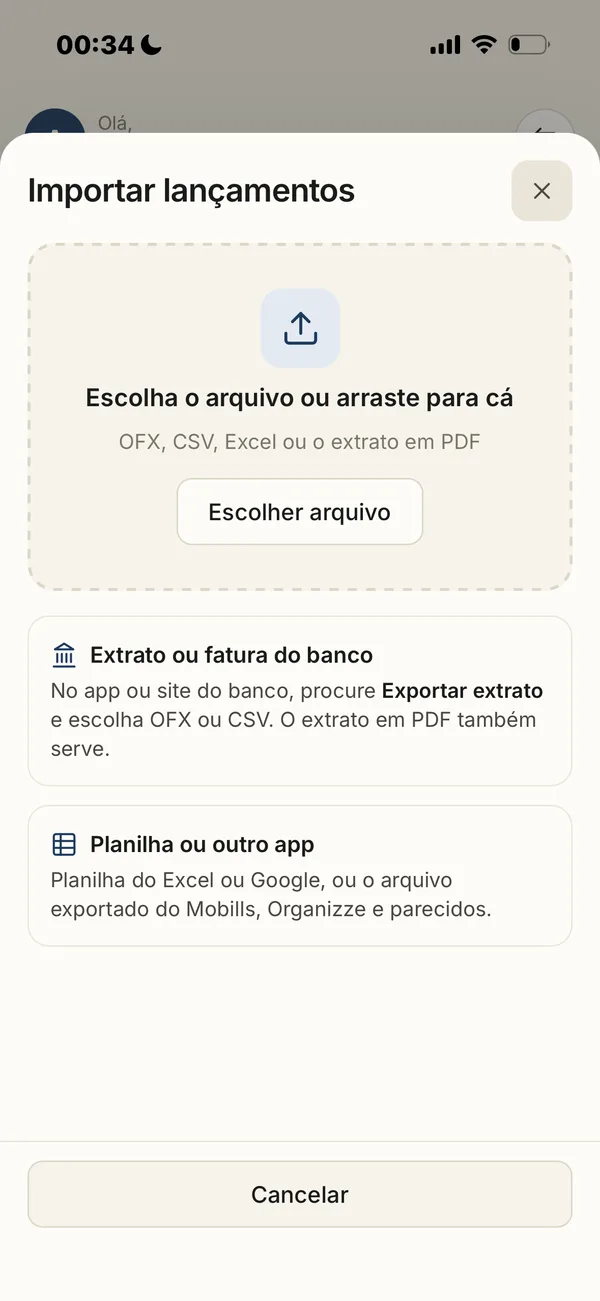 00:34
Olá,
Importar lançamentos
Escolha o arquivo ou arraste para cá
OFX, CSV, Excel ou o extrato em PDF
Escolher arquivo
Extrato ou fatura do banco
No app ou site do banco, procure Exportar extrato
e escolha OFX ou CSV. O extrato em PDF também
serve.
Planilha ou outro app
Planilha do Excel ou Google, ou o arquivo
exportado do Mobills, Organizze e parecidos.
Cancelar